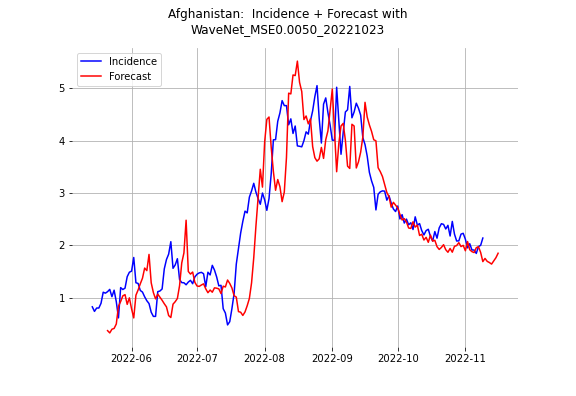 Afghanistan:  Incidence + Forecast with
WaveNet_MSE0.0050_20221023
Incidence
Forecast
5
4
3
2
1
2022-06
2022-07
2022-08
2022-09
2022-10
2022-11